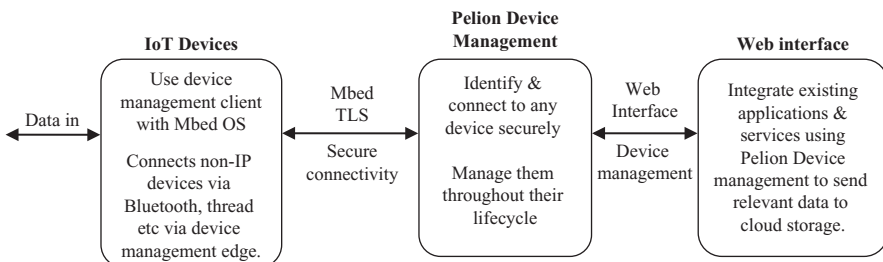 IoT Devices
Pelion Device
Management
Web interface
Data in
Use device
management client
with Mbed OS
Connects non-IP
devices via
Bluetooth, thread
etc via device
management edge.
Mbed
TLS
Secure
connectivity
Identify &
connect to any
device securely
Manage them
throughout their
lifecycle
Web
Interface
Device
management
Integrate existing
applications &
services using
Pelion Device
management to send
relevant data to
cloud storage.